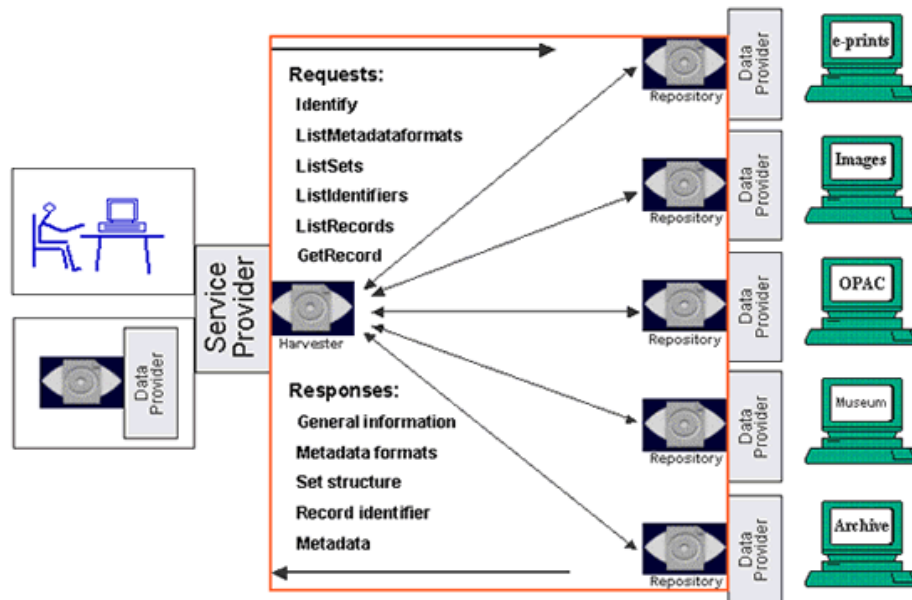 Requests:
Identify
ListMetadataformats
ListSets
ListIdentifiers
ListRecords
GetRecord
Harvester
Responses:
General information
Metadata formats
Set structure
Record identifier
Metadata
Service
Provider
Data
Provider
Repository
Data
Provider
e-prints
Repository
Data
Provider
Images
Repository
Data
Provider
OPAC
Repository
Data
Provider
Museum
Repository
Data
Provider
Archive